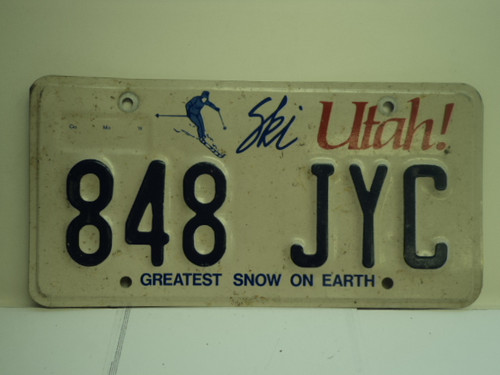 Ski Utah!
848 JYC
GREATEST SNOW ON EARTH